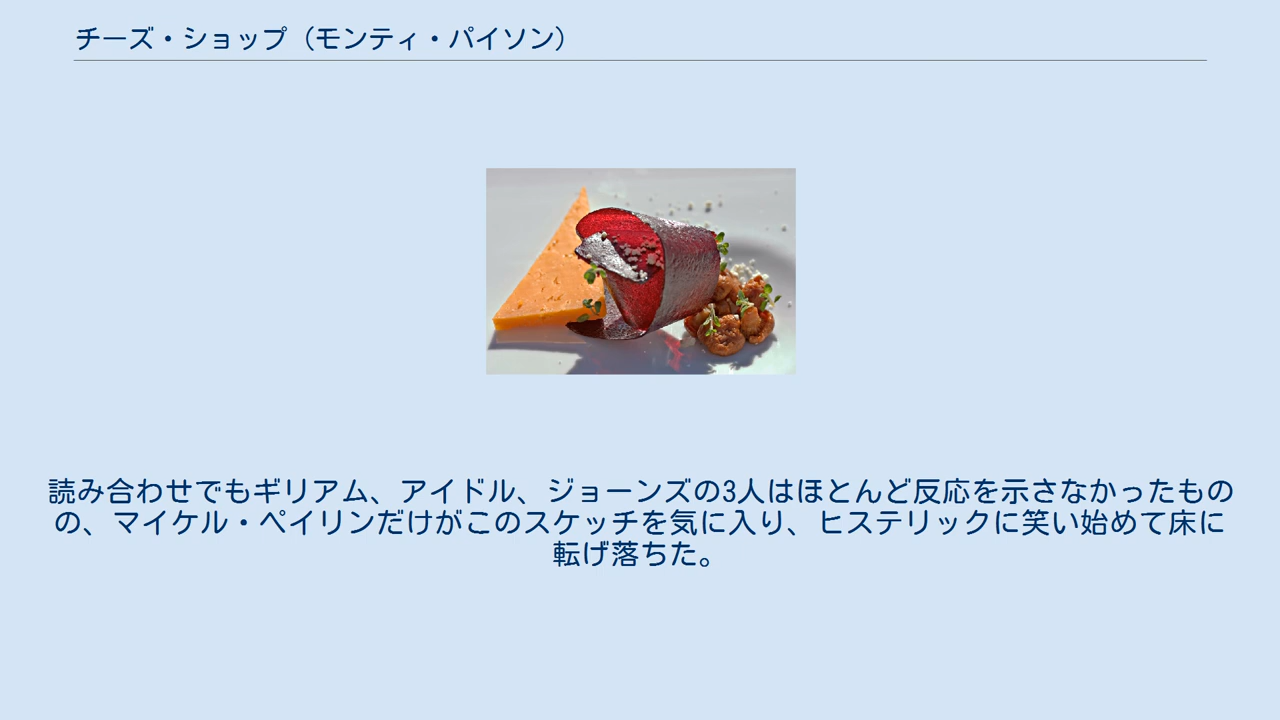 チーズ・ショップ（モンティ・パイソン）
読み合わせでもギリアム、アイドル、ジョーンズの3人はほとんど反応を示さなかったもの
の、マイケル・ペイリンだけがこのスケッチを気に入り、ヒステリックに笑い始めて床に
転げ落ちた。